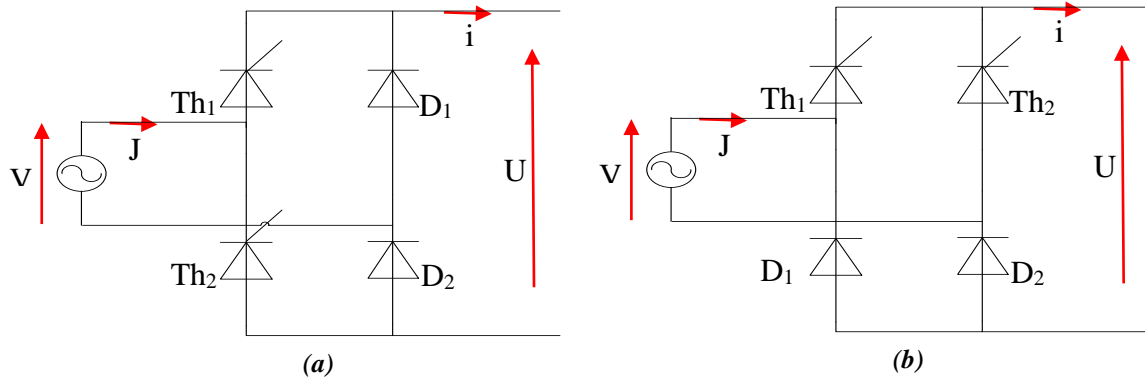 i
Th₁
D₁
J
V
U
Th₂
D₂
(a)
i
Th₁
Th₂
J
V
U
D₁
D₂
(b)